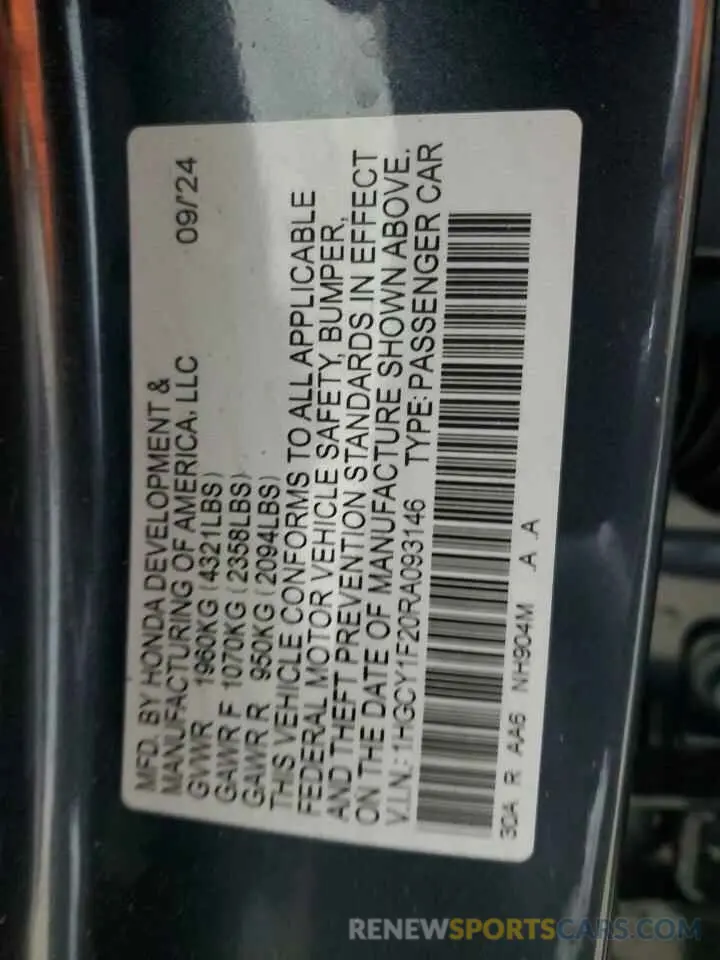 MFD. BY HONDA DEVELOPMENT &
MANUFACTURING OF AMERICA, LLC 09/'24
GVWR 1960KG (4321LBS)
GAWR F 1070KG (2358LBS)
GAWR R 950KG (2094LBS)
THIS VEHICLE CONFORMS TO ALL APPLICABLE
FEDERAL MOTOR VEHICLE SAFETY, BUMPER,
AND THEFT PREVENTION STANDARDS IN EFFECT
ON THE DATE OF MANUFACTURE SHOWN ABOVE.
V.I.N.: 1HGCY1F20RA093146 TYPE: PASSENGER CAR
30A R AA6 NH904M A A
RENEWSPORTSCARS.COM